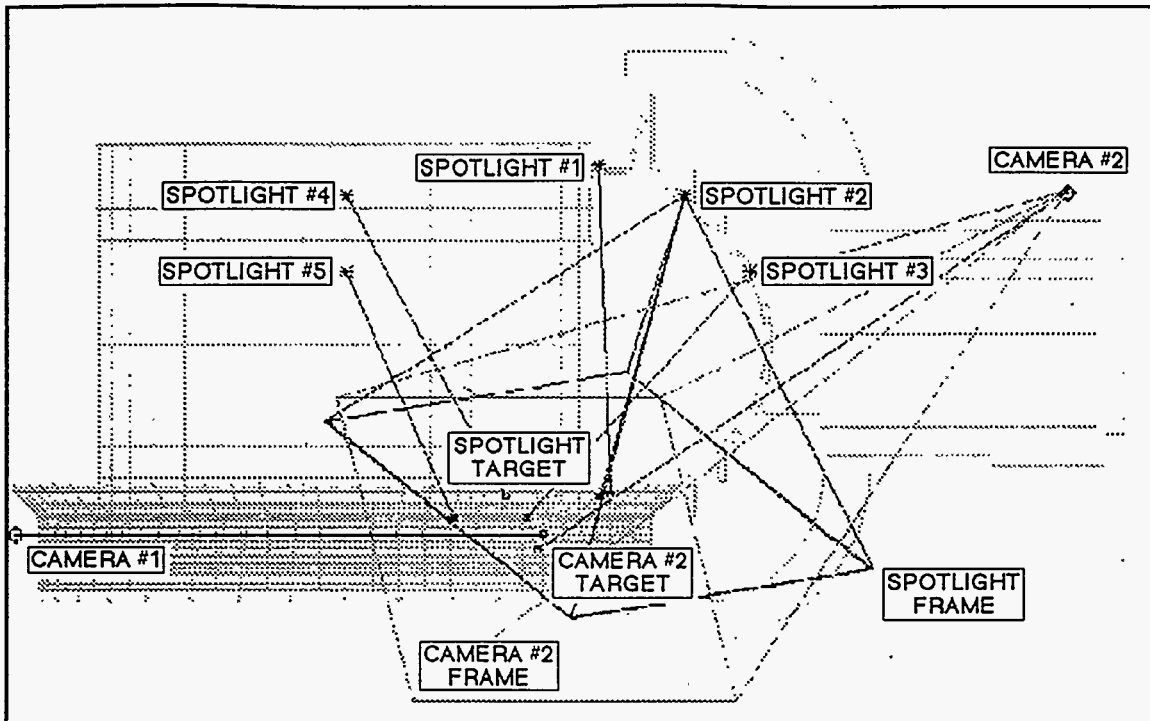 SPOTLIGHT #1
CAMERA #2
SPOTLIGHT #4
SPOTLIGHT #2
SPOTLIGHT #5
SPOTLIGHT #3
SPOTLIGHT
TARGET
CAMERA #1
CAMERA #2
TARGET
SPOTLIGHT
FRAME
CAMERA #2
FRAME